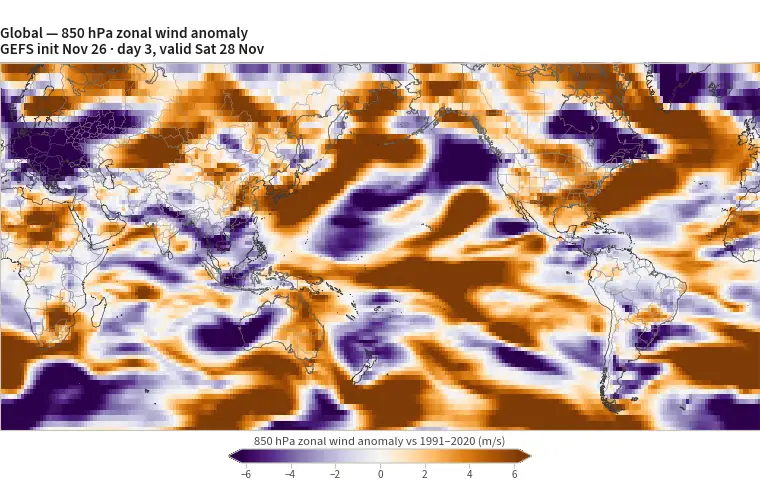 Global — 850 hPa zonal wind anomaly
GEFS init Nov 26 · day 3, valid Sat 28 Nov
850 hPa zonal wind anomaly vs 1991–2020 (m/s)
−6 −4 −2 0 2 4 6